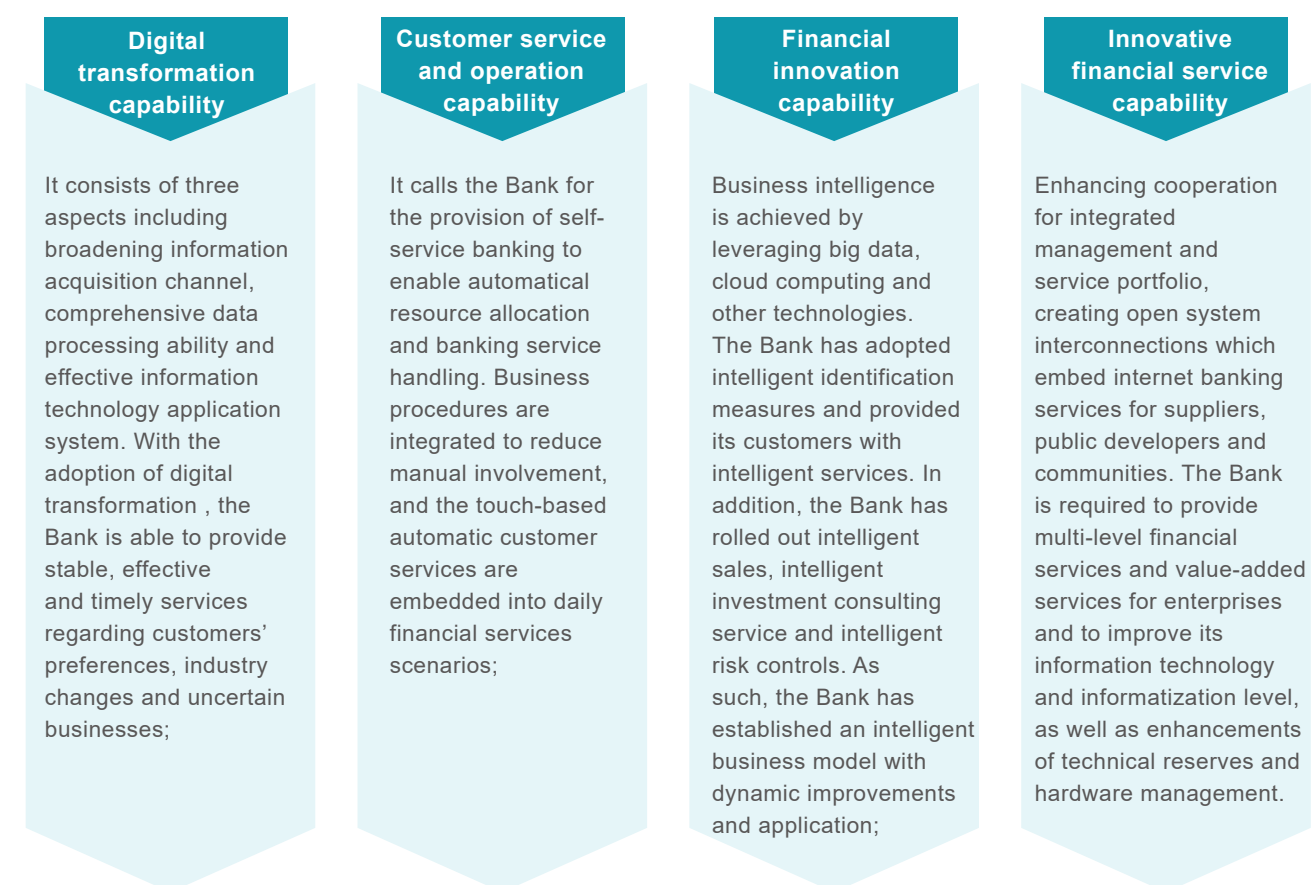 Digital
transformation
capability
It consists of three
aspects including
broadening information
acquisition channel,
comprehensive data
processing ability and
effective information
technology application
system. With the
adoption of digital
transformation , the
Bank is able to provide
stable, effective
and timely services
regarding customers’
preferences, industry
changes and uncertain
businesses;
Customer service
and operation
capability
It calls the Bank for
the provision of self-
service banking to
enable automatical
resource allocation
and banking service
handling. Business
procedures are
integrated to reduce
manual involvement,
and the touch-based
automatic customer
services are
embedded into daily
financial services
scenarios;
Financial
innovation
capability
Business intelligence
is achieved by
leveraging big data,
cloud computing and
other technologies.
The Bank has adopted
intelligent identification
measures and provided
its customers with
intelligent services. In
addition, the Bank has
rolled out intelligent
sales, intelligent
investment consulting
service and intelligent
risk controls. As
such, the Bank has
established an intelligent
business model with
dynamic improvements
and application;
Innovative
financial service
capability
Enhancing cooperation
for integrated
management and
service portfolio,
creating open system
interconnections which
embed internet banking
services for suppliers,
public developers and
communities. The Bank
is required to provide
multi-level financial
services and value-added
services for enterprises
and to improve its
information technology
and informatization level,
as well as enhancements
of technical reserves and
hardware management.